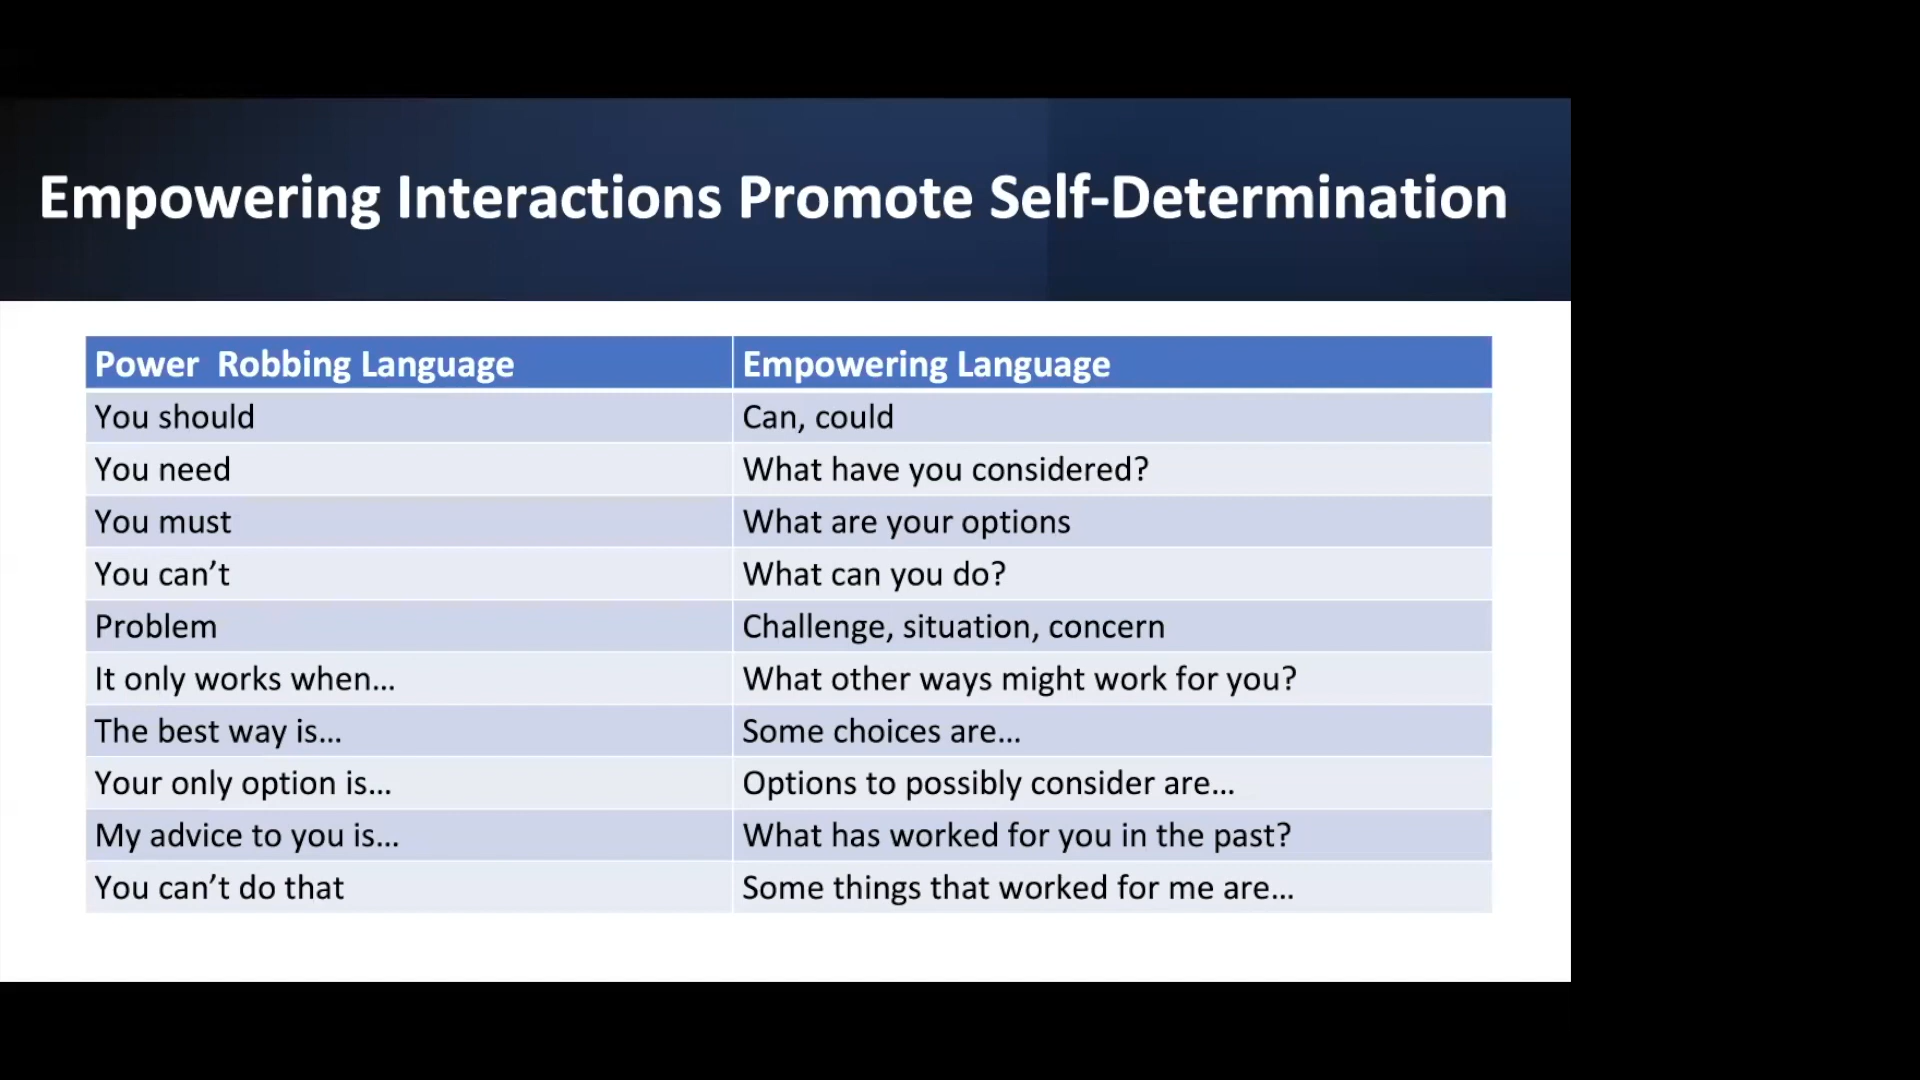 Empowering Interactions Promote Self-Determination
Power  Robbing Language
Empowering Language
You should
Can, could
You need
What have you considered?
You must
What are your options
You can’t
What can you do?
Problem
Challenge, situation, concern
It only works when…
What other ways might work for you?
The best way is…
Some choices are…
Your only option is…
Options to possibly consider are…
My advice to you is…
What has worked for you in the past?
You can’t do that
Some things that worked for me are…